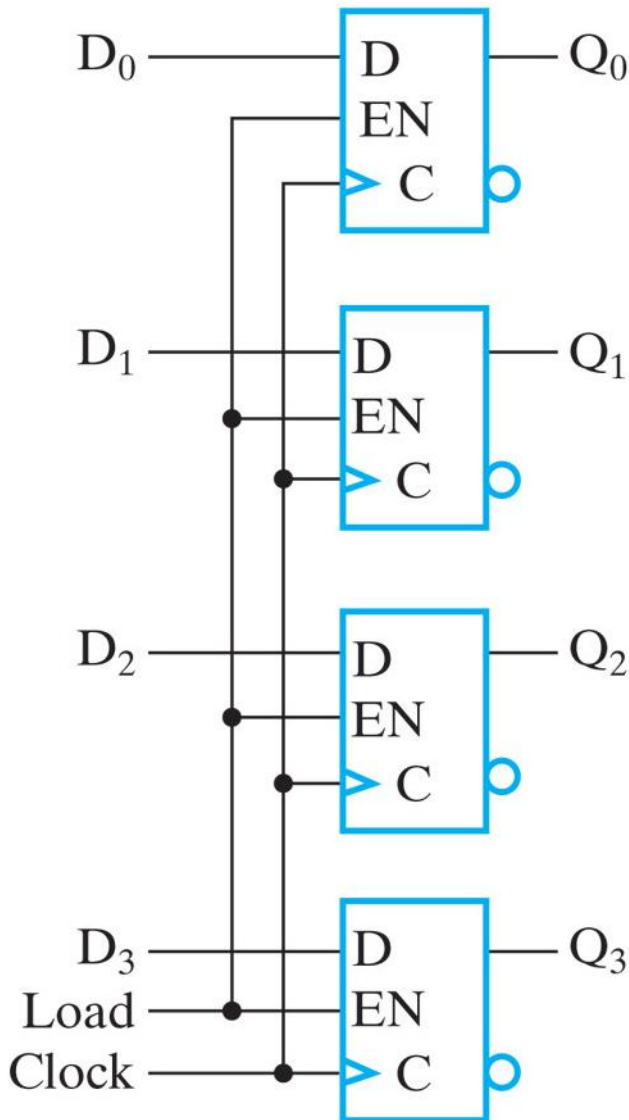 D₀ D Q₀
EN
C
D₁ D Q₁
EN
C
D₂ D Q₂
EN
C
D₃ D Q₃
Load EN
Clock C